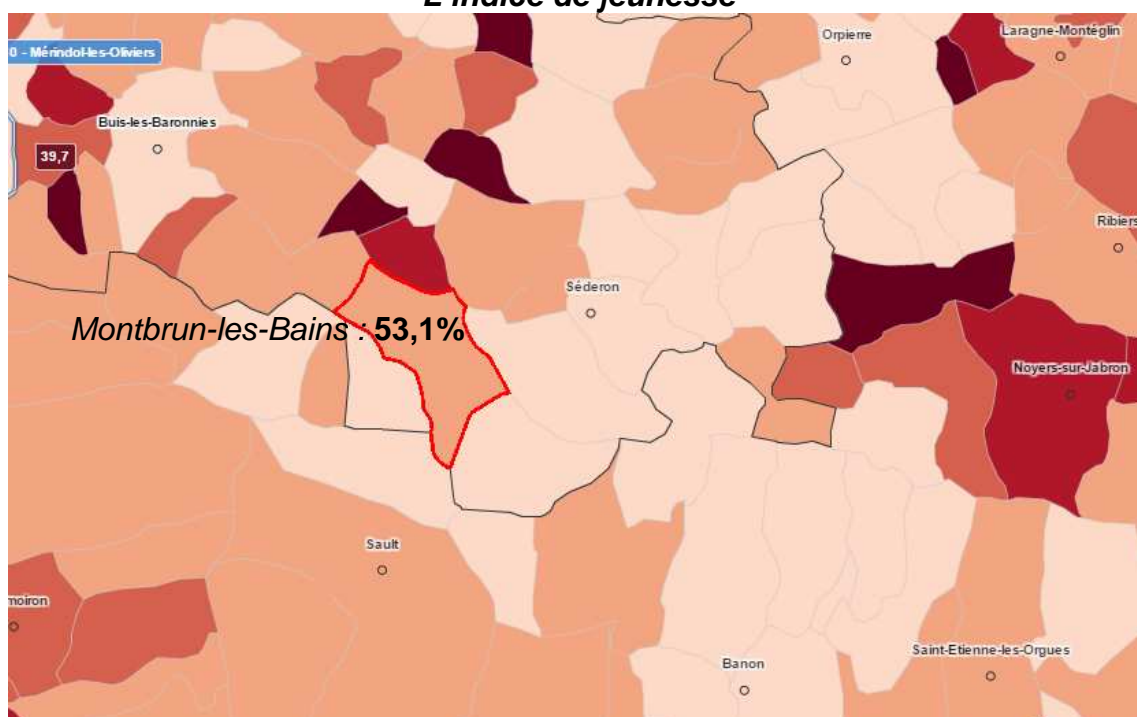 L'indice de jeunesse
Orpierre
Laragne-Montéglin
0 - Mérindol-les-Oliviers
Buis-les-Baronnies
39,7
Ribiers
Séderon
Montbrun-les-Bains : 53,1%
Noyers-sur-Jabron
Sault
moiron
Saint-Etienne-les-Orgues
Banon